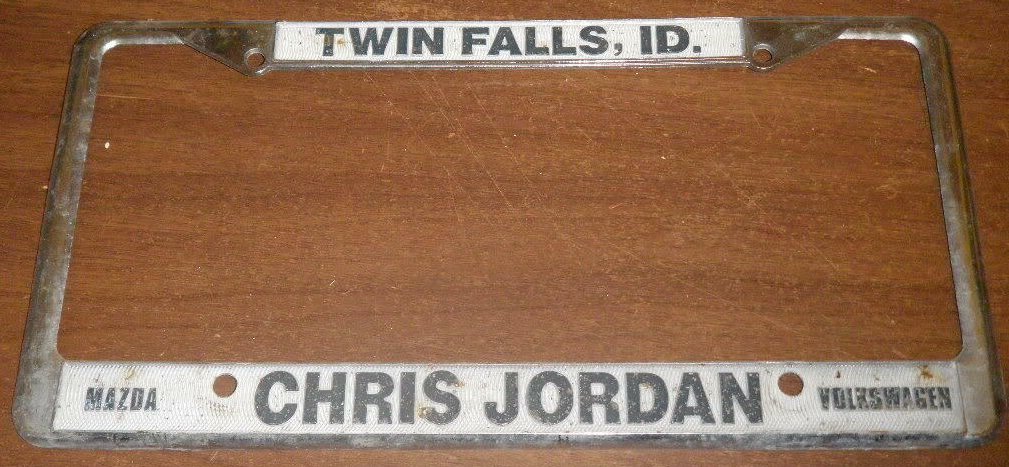 TWIN FALLS, ID.
MAZDA CHRIS JORDAN VOLKSWAGEN